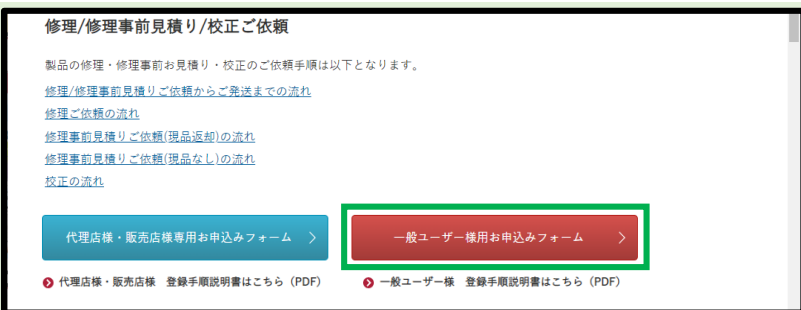 修理/修理事前見積り/校正ご依頼
製品の修理・修理事前お見積り・校正のご依頼手順は以下となります。
修理/修理事前見積りご依頼からご発送までの流れ
修理ご依頼の流れ
修理事前見積りご依頼(現品返却)の流れ
修理事前見積りご依頼(現品なし)の流れ
校正の流れ
代理店様・販売店様専用お申込みフォーム
一般ユーザー様用お申込みフォーム
代理店様・販売店様 登録手順説明書はこちら（PDF）
一般ユーザー様 登録手順説明書はこちら（PDF）